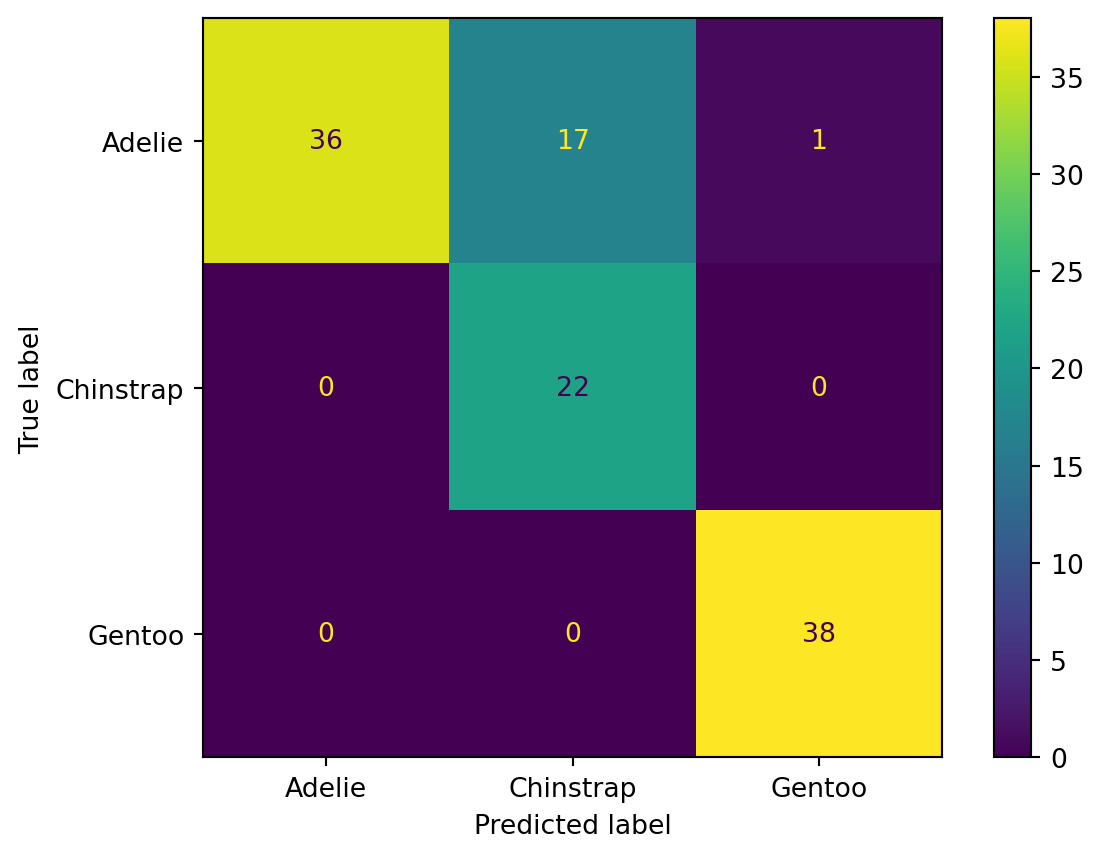 Adelie 36 17 1
Chinstrap 0 22 0
Gentoo 0 0 38
Adelie Chinstrap Gentoo
Predicted label
True label
35
30
25
20
15
10
5
0